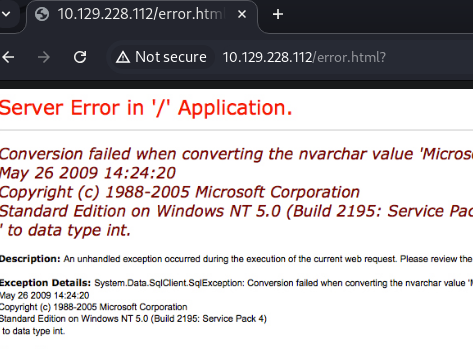 10.129.228.112/error.htm
Not secure 10.129.228.112/error.html?
Server Error in '/' Application.
Conversion failed when converting the nvarchar value 'Micros
May 26 2009 14:24:20
Copyright (c) 1988-2005 Microsoft Corporation
Standard Edition on Windows NT 5.0 (Build 2195: Service Pac
' to data type int.
Description: An unhandled exception occurred during the execution of the current web request. Please review the
Exception Details: System.Data.SqlClient.SqlException: Conversion failed when converting the nvarchar value 'M
May 26 2009 14:24:20
Copyright (c) 1988-2005 Microsoft Corporation
Standard Edition on Windows NT 5.0 (Build 2195: Service Pack 4)
to data type int.